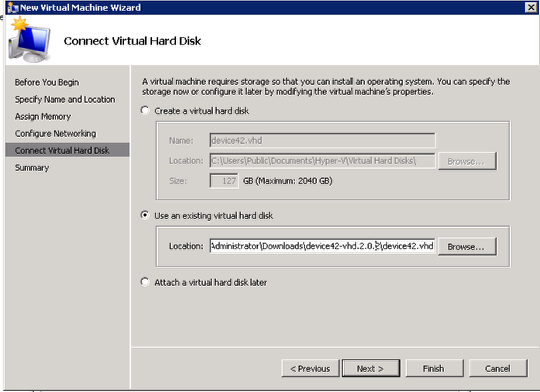 New Virtual Machine Wizard
Connect Virtual Hard Disk
Before You Begin
Specify Name and Location
Assign Memory
Configure Networking
Connect Virtual Hard Disk
Summary
A virtual machine requires storage so that you can install an operating system. You can specify the
storage now or configure it later by modifying the virtual machine's properties.
Create a virtual hard disk
Name: device42.vhd
Location: C:\Users\Public\Documents\Hyper-V\Virtual Hard Disks\ Browse...
Size: 127 GB (Maximum: 2040 GB)
Use an existing virtual hard disk
Location: Administrator\Downloads\device42-vhd.2.0. \device42.vhd Browse...
Attach a virtual hard disk later
< Previous Next > Finish Cancel